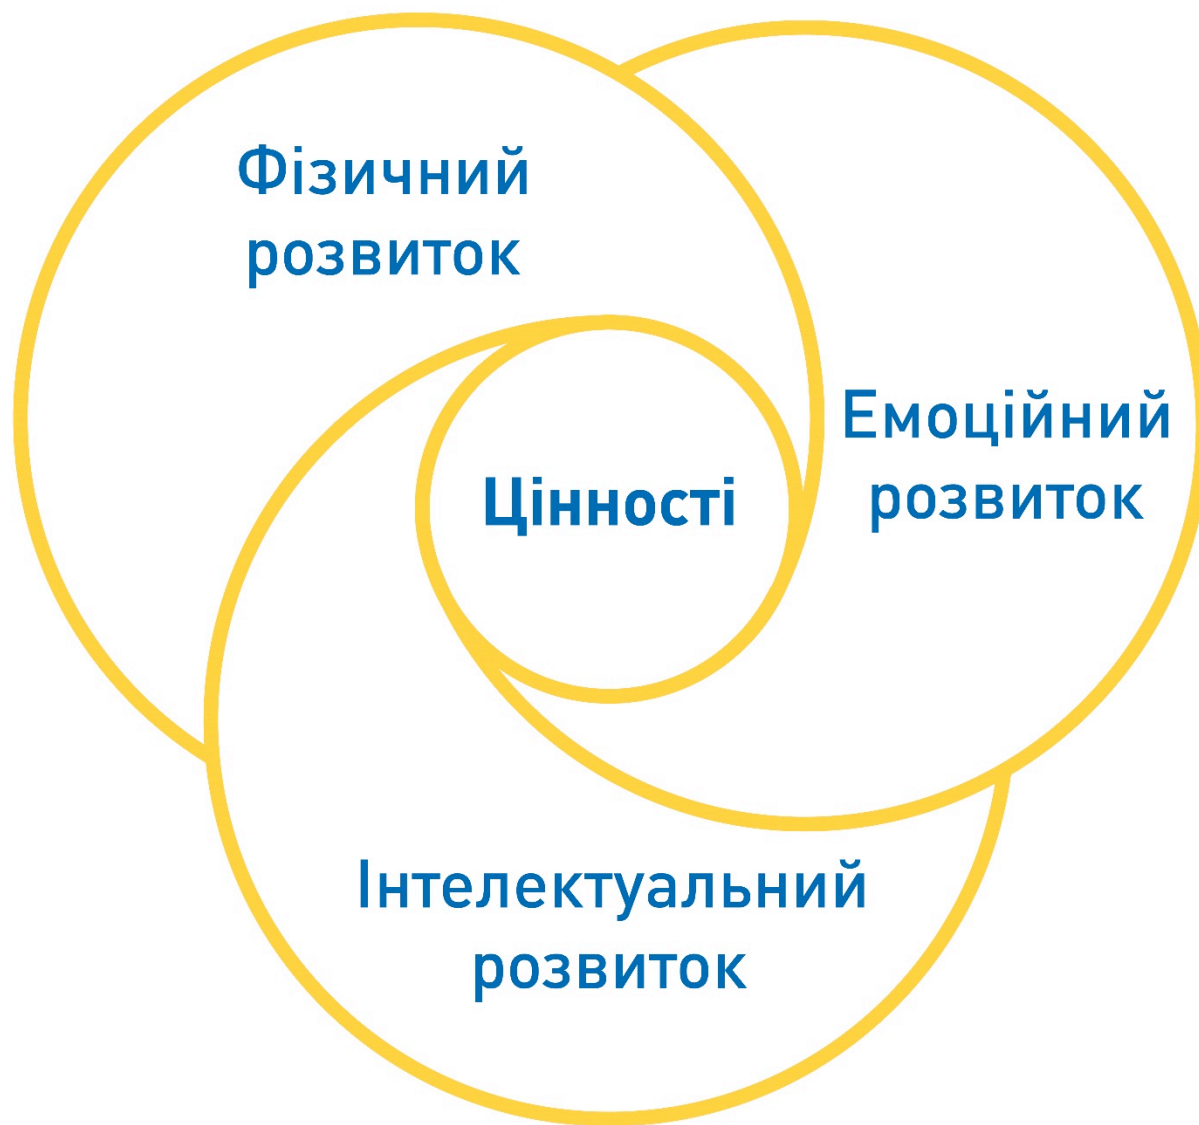 Фізичний
розвиток
Емоційний
розвиток
Цінності
Інтелектуальний
розвиток